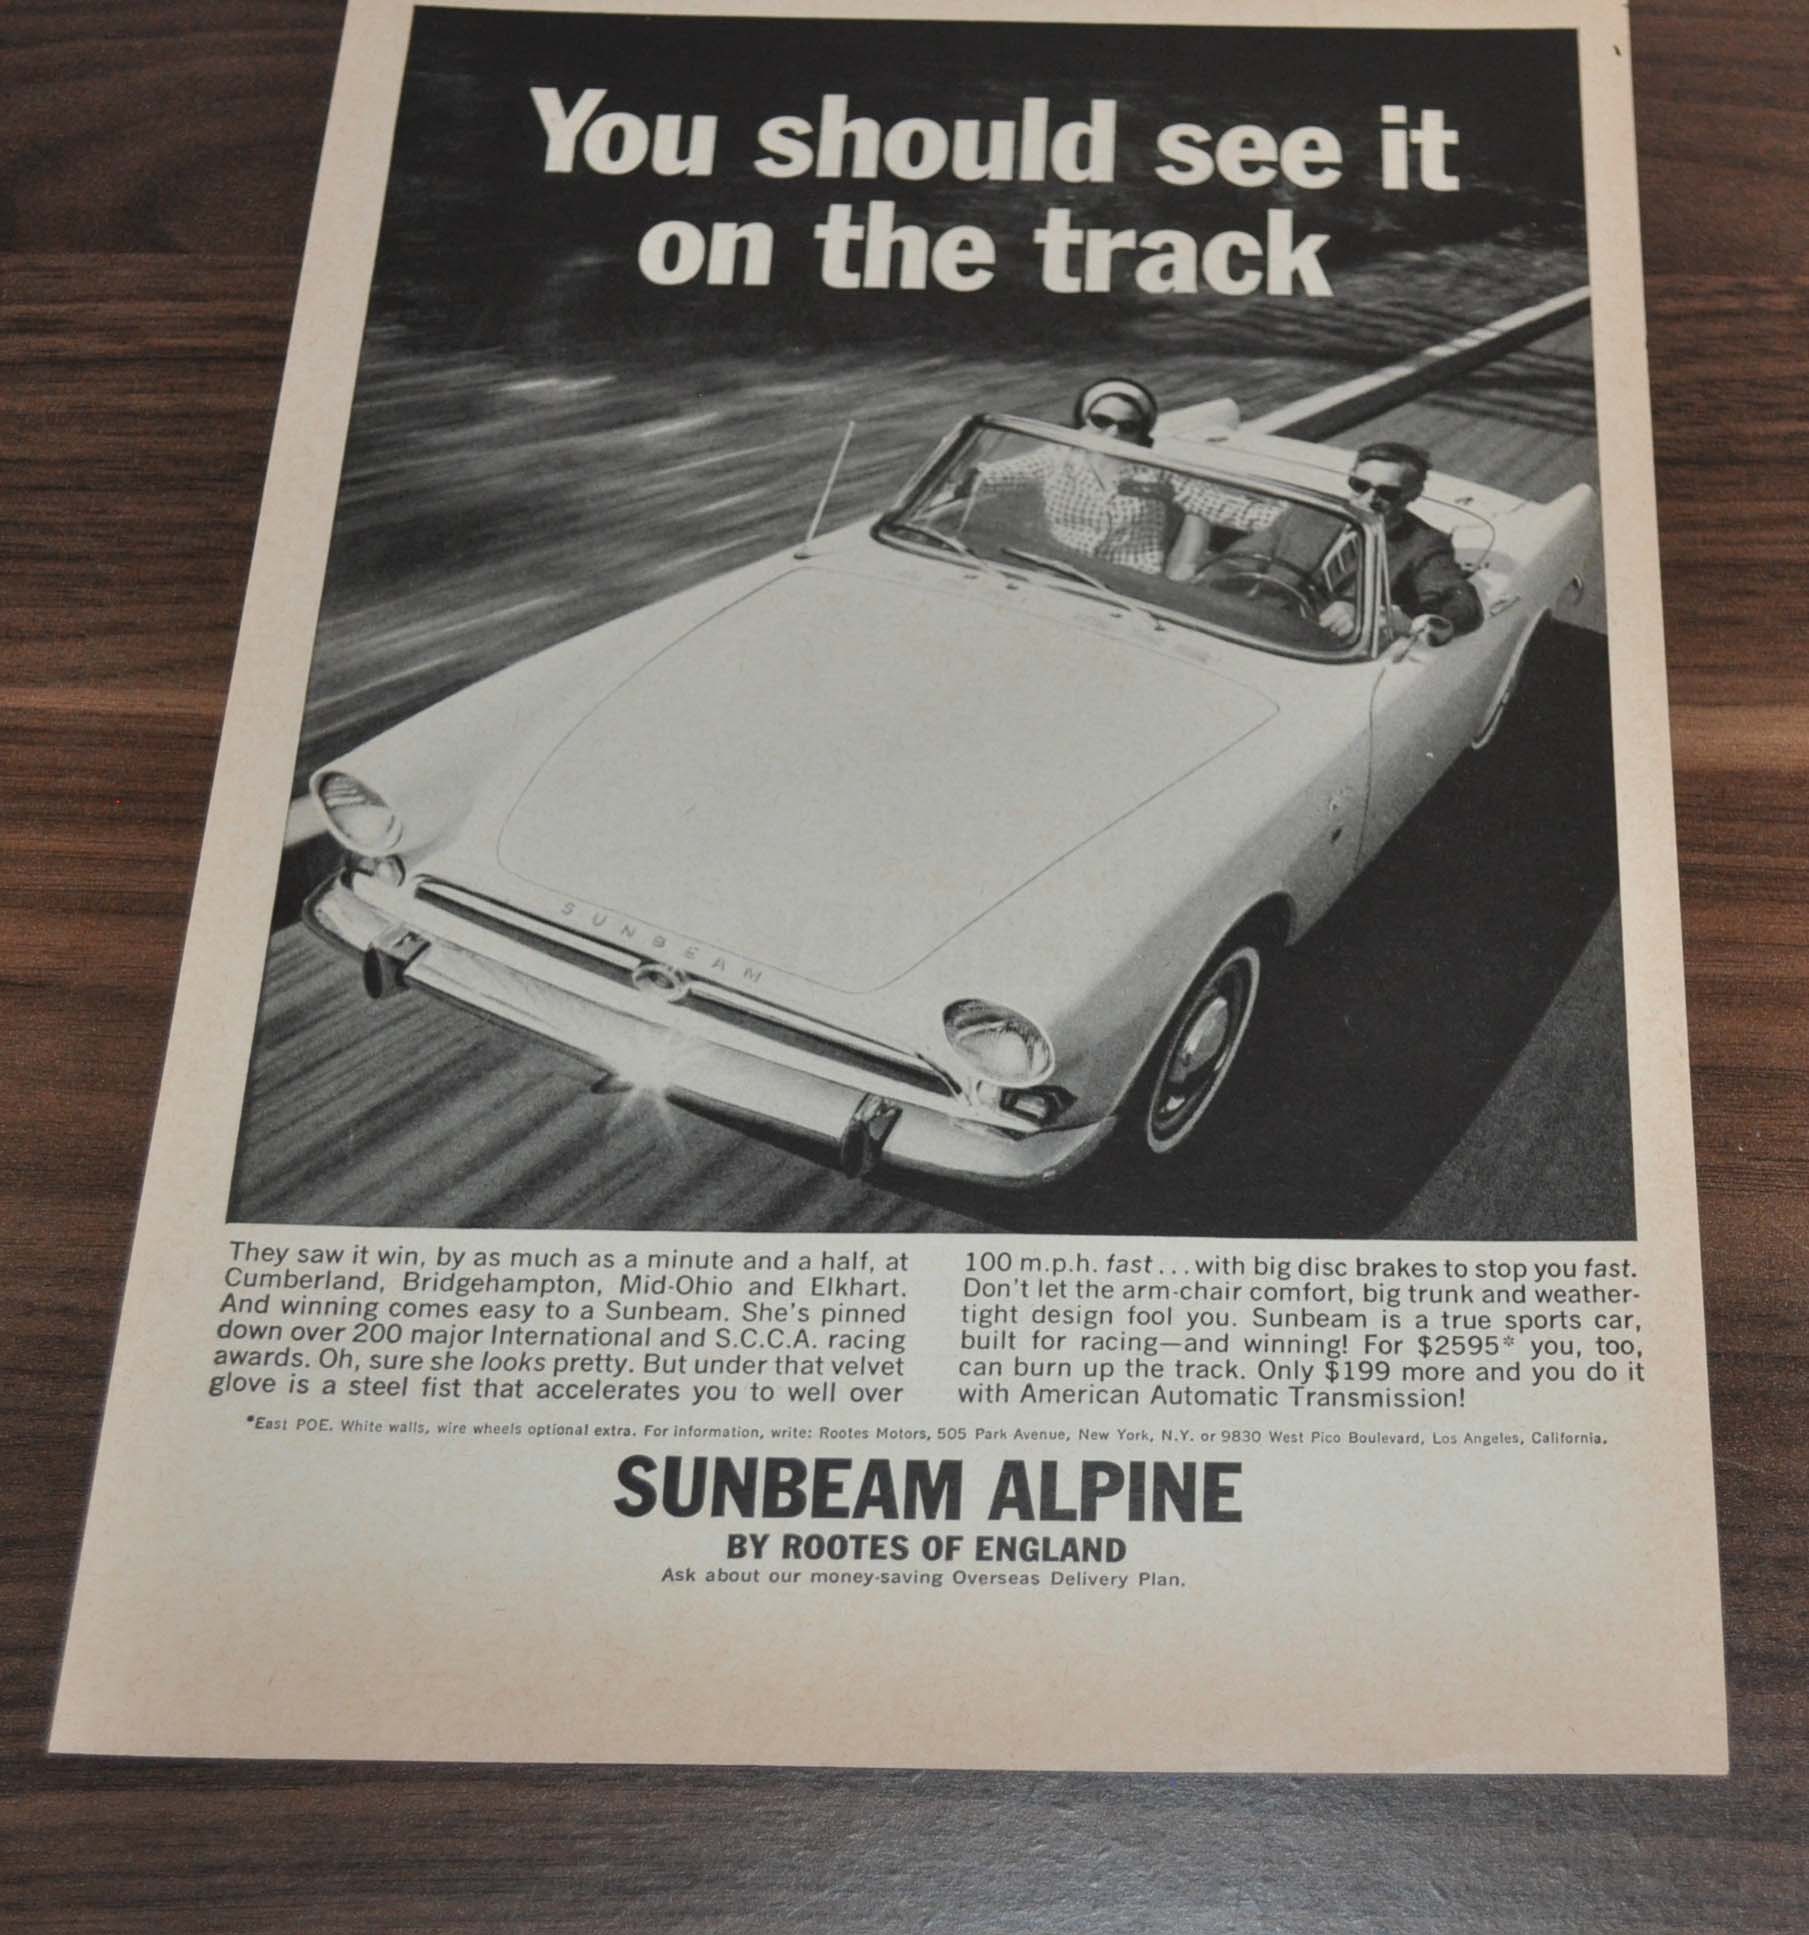 You should see it
on the track
SUNBEAM
They saw it win, by as much as a minute and a half, at
Cumberland, Bridgehampton, Mid-Ohio and Elkhart.
And winning comes easy to a Sunbeam. She's pinned
down over 200 major International and S.C.C.A. racing
awards. Oh, sure she looks pretty. But under that velvet
glove is a steel fist that accelerates you to well over
100 m.p.h. fast...with big disc brakes to stop you fast.
Don't let the arm-chair comfort, big trunk and weather-
tight design fool you. Sunbeam is a true sports car,
built for racing—and winning! For $2595* you, too,
can burn up the track. Only $199 more and you do it
with American Automatic Transmission!
*East POE. White walls, wire wheels optional extra. For information, write: Rootes Motors, 505 Park Avenue, New York, N.Y. or 9830 West Pico Boulevard, Los Angeles, California.
SUNBEAM ALPINE
BY ROOTES OF ENGLAND
Ask about our money-saving Overseas Delivery Plan.